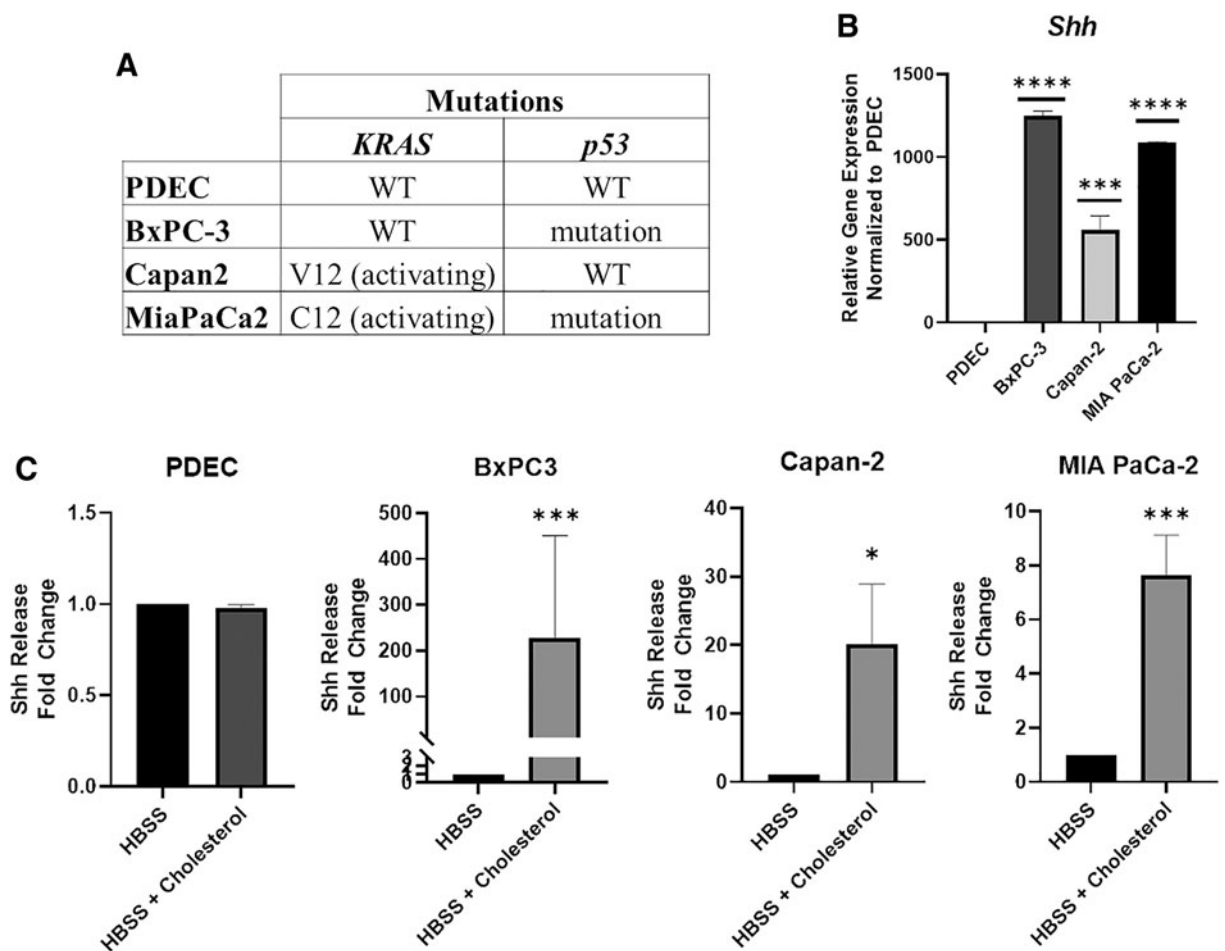 A
Mutations
KRAS p53
PDEC WT WT
BxPC-3 WT mutation
Capan2 V12 (activating) WT
MiaPaCa2 C12 (activating) mutation
B
Shh
Relative Gene Expression
Normalized to PDEC
1500
1000
500
0
****
***
****
PDEC
BxPC-3
Capan-2
MIA PaCa-2
C
PDEC
Shh Release
Fold Change
1.5
1.0
0.5
0.0
HBSS
HBSS + Cholesterol
BxPC3
Shh Release
Fold Change
500
400
300
200
100
3
2
1
0
***
HBSS
HBSS + Cholesterol
Capan-2
Shh Release
Fold Change
40
30
20
10
0
*
HBSS
HBSS + Cholesterol
MIA PaCa-2
Shh Release
Fold Change
10
8
6
4
2
0
***
HBSS
HBSS + Cholesterol